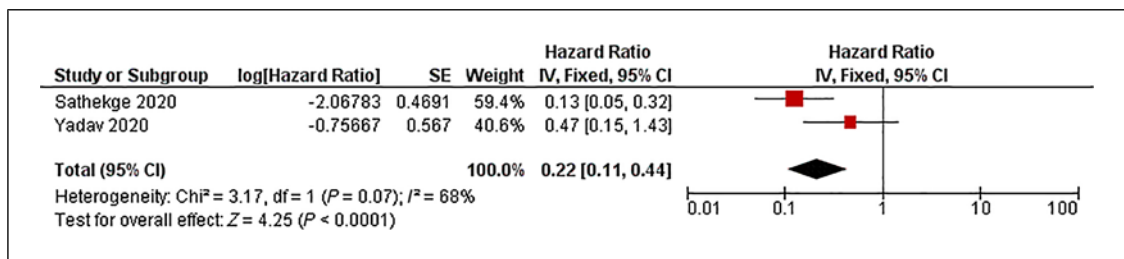 Hazard Ratio Hazard Ratio
Study or Subgroup log[Hazard Ratio] SE Weight IV, Fixed, 95% CI IV, Fixed, 95% CI
Sathekge 2020 -2.06783 0.4691 59.4% 0.13 [0.05, 0.32]
Yadav 2020 -0.75667 0.567 40.6% 0.47 [0.15, 1.43]
Total (95% CI) 100.0% 0.22 [0.11, 0.44]
Heterogeneity: Chi² = 3.17, df = 1 (P = 0.07); I² = 68%
Test for overall effect: Z = 4.25 (P < 0.0001)
0.01 0.1 1 10 100